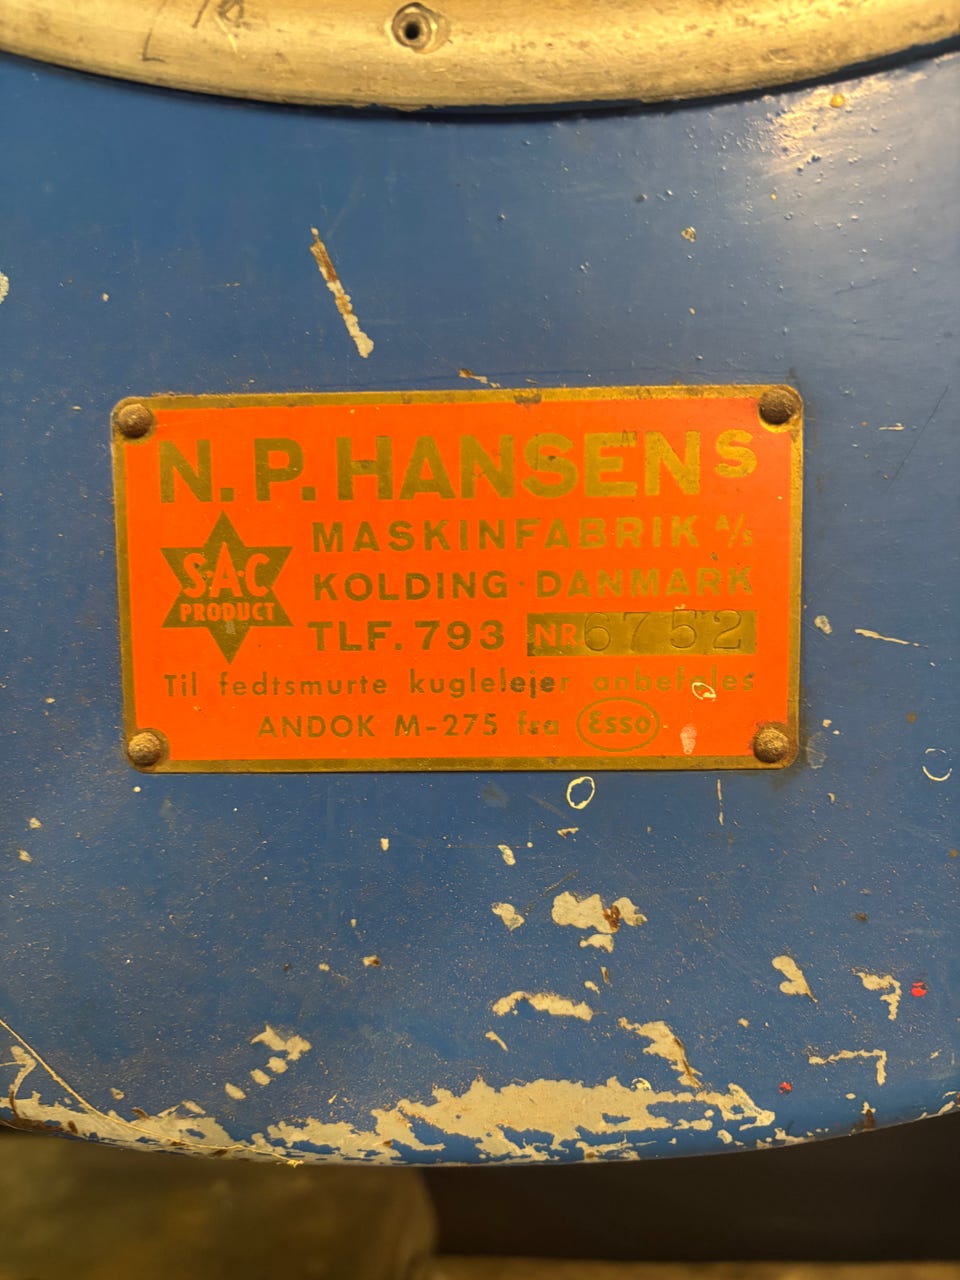 N.P. HANSENS
MASKINFABRIK A/S
S·A·C
PRODUCT
KOLDING·DANMARK
TLF. 793 NR 6752
Til fedtsmurte kuglelejer anbefales
ANDOK M-275 fra Esso